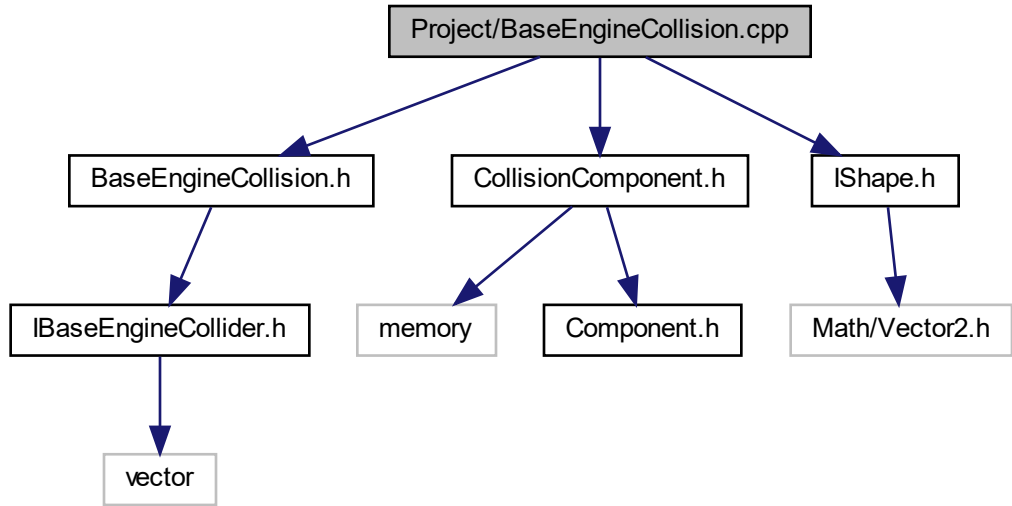 Project/BaseEngineCollision.cpp
BaseEngineCollision.h
CollisionComponent.h
IShape.h
IBaseEngineCollider.h
memory
Component.h
Math/Vector2.h
vector